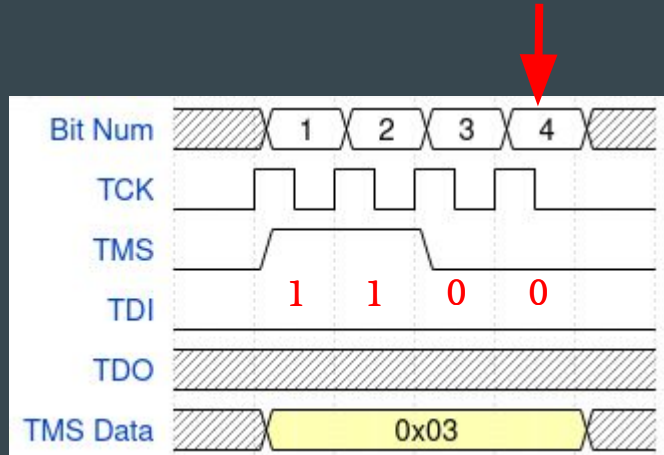 Bit Num 1 2 3 4
TCK
TMS
1 1 0 0
TDI
TDO
TMS Data 0x03